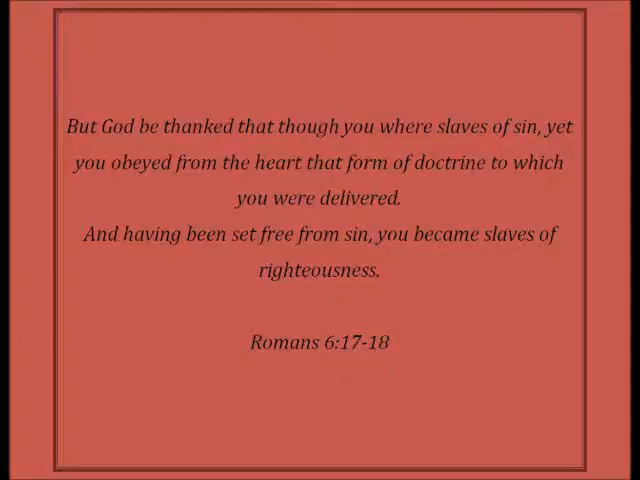 But God be thanked that though you where slaves of sin, yet
you obeyed from the heart that form of doctrine to which
you were delivered.
And having been set free from sin, you became slaves of
righteousness.
Romans 6:17-18